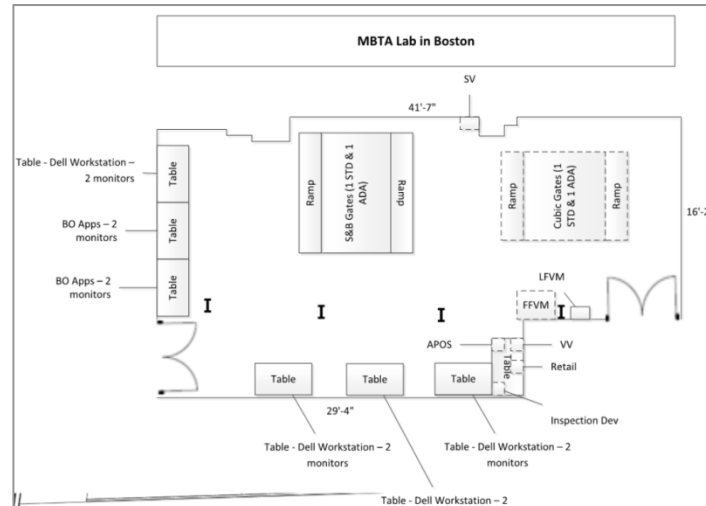 MBTA Lab in Boston
SV
41'-7"
Table - Dell Workstation –
2 monitors
BO Apps – 2
monitors
BO Apps – 2
monitors
Table
Table
Table
Ramp
S&B Gates (1 STD & 1
ADA)
Ramp
Ramp
Cubic Gates (1
STD & 1 ADA)
Ramp
16'-2
LFVM
FFVM
APOS
VV
Table
Retail
Inspection Dev
Table
Table
Table
29'-4"
Table - Dell Workstation – 2
monitors
Table - Dell Workstation – 2
monitors
Table - Dell Workstation – 2